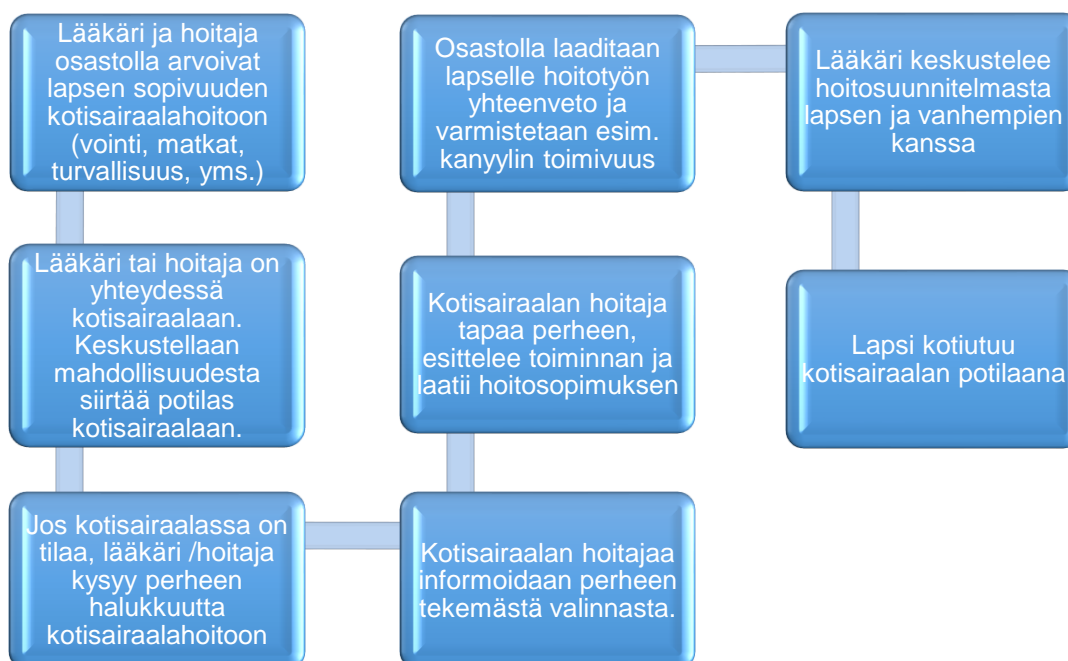 Lääkäri ja hoitaja
osastolla arvoivat
lapsen sopivuuden
kotisairaalahoitoon
(vointi, matkat,
turvallisuus, yms.)
Lääkäri tai hoitaja on
yhteydessä
kotisairaalaan.
Keskustellaan
mahdollisuudesta
siirtää potilas
kotisairaalaan.
Jos kotisairaalassa on
tilaa, lääkäri /hoitaja
kysyy perheen
halukkuutta
kotisairaalahoitoon
Kotisairaalan hoitajaa
informoidaan perheen
tekemästä valinnasta.
Kotisairaalan hoitaja
tapaa perheen,
esittelee toiminnan ja
laatii hoitosopimuksen
Osastolla laaditaan
lapselle hoitotyön
yhteenveto ja
varmistetaan esim.
kanyylin toimivuus
Lääkäri keskustelee
hoitosuunnitelmasta
lapsen ja vanhempien
kanssa
Lapsi kotiutuu
kotisairaalan potilaana